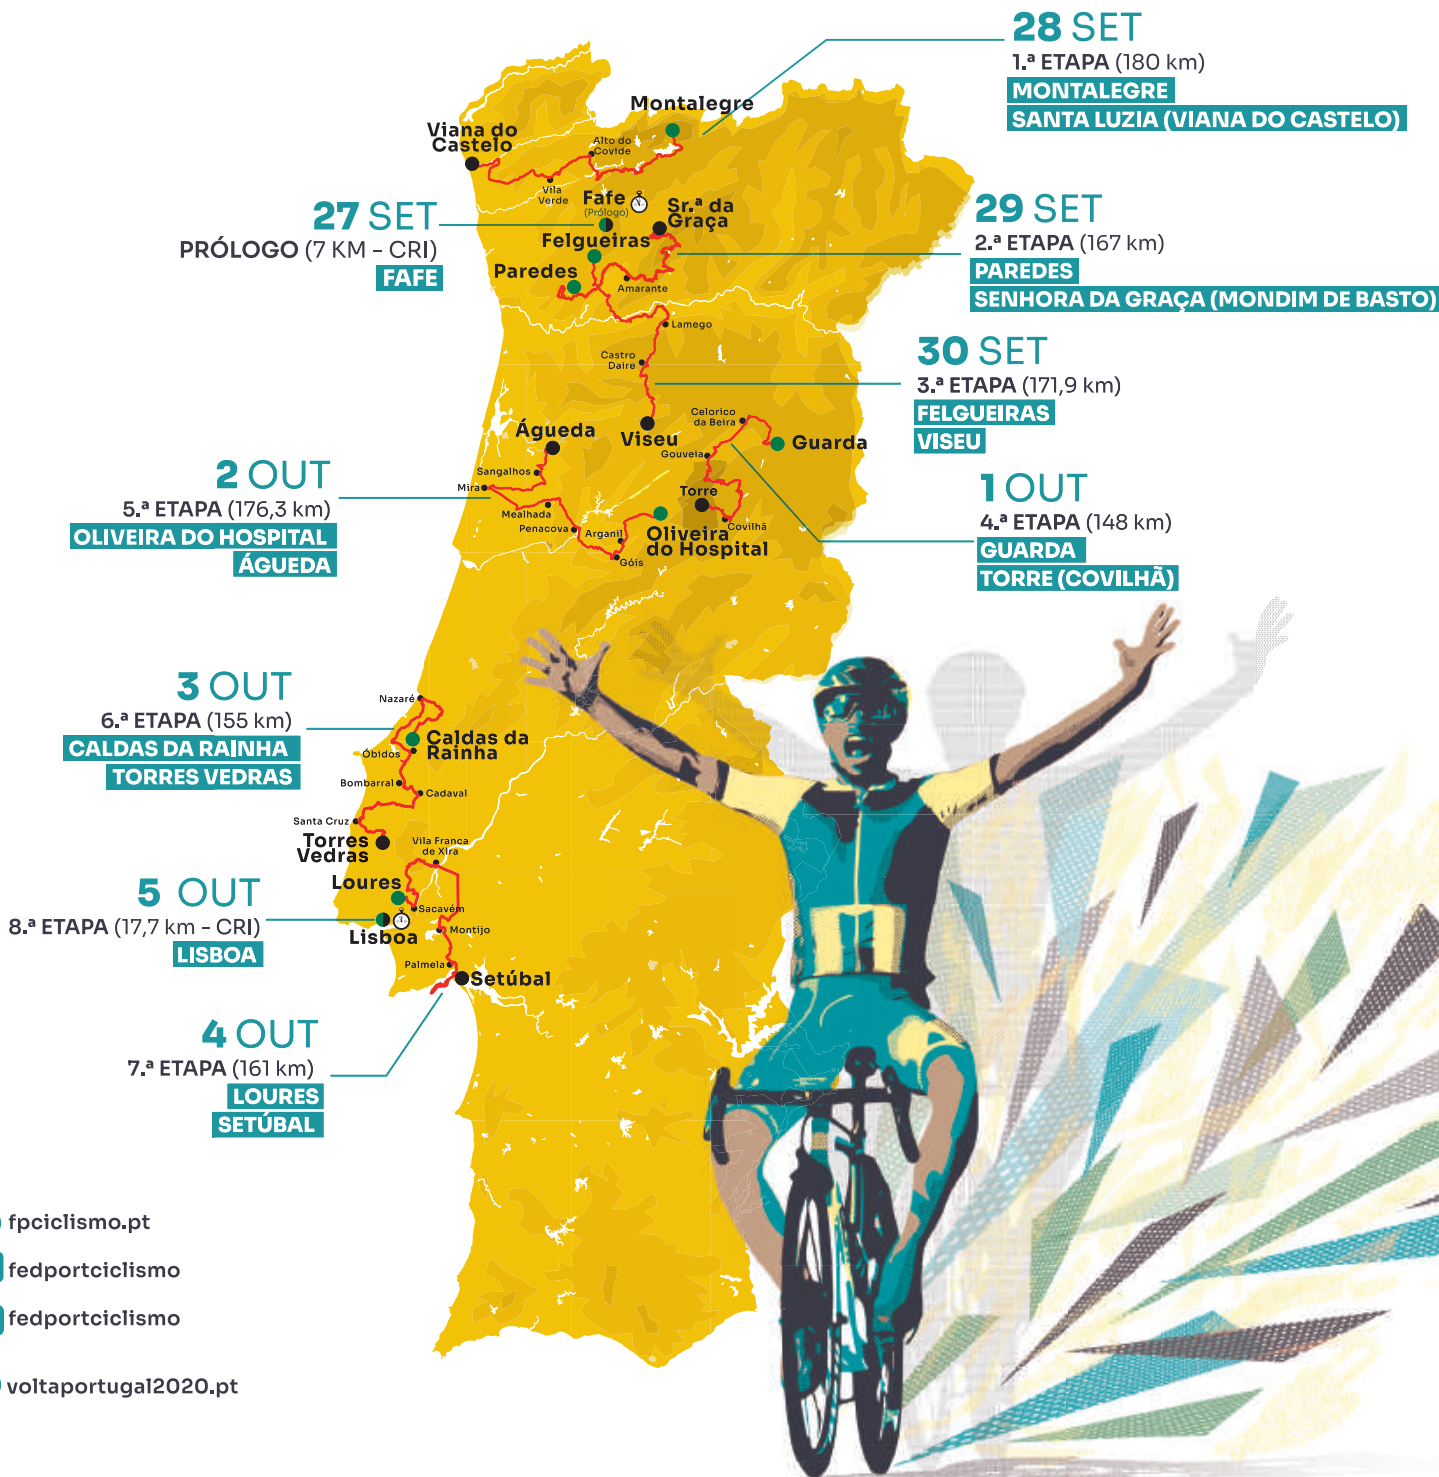 28 SET
1.ª ETAPA (180 km)
MONTALEGRE
SANTA LUZIA (VIANA DO CASTELO)
Montalegre
Viana do
Castelo
Alto do
Covide
Vila
Verde
27 SET
PRÓLOGO (7 KM - CRI)
FAFE
Fafe
(Prólogo)
Sr.ª da
Graça
Felgueiras
Paredes
Amarante
29 SET
2.ª ETAPA (167 km)
PAREDES
SENHORA DA GRAÇA (MONDIM DE BASTO)
Lamego
Castro
Daire
30 SET
3.ª ETAPA (171,9 km)
FELGUEIRAS
VISEU
Celorico
da Beira
Águeda
Viseu
Guarda
Gouveia
2 OUT
5.ª ETAPA (176,3 km)
OLIVEIRA DO HOSPITAL
ÁGUEDA
Sangalhos
Mira
Mealhada
Penacova
Arganil
Góis
Torre
Covilhã
Oliveira
do Hospital
1 OUT
4.ª ETAPA (148 km)
GUARDA
TORRE (COVILHÃ)
3 OUT
6.ª ETAPA (155 km)
CALDAS DA RAINHA
TORRES VEDRAS
Nazaré
Caldas da
Rainha
Óbidos
Bombarral
Cadaval
Santa Cruz
Torres
Vedras
Vila Franca
de Xira
5 OUT
8.ª ETAPA (17,7 km - CRI)
LISBOA
Loures
Sacavém
Lisboa
Montijo
Palmela
Setúbal
4 OUT
7.ª ETAPA (161 km)
LOURES
SETÚBAL
fpciclismo.pt
fedportciclismo
fedportciclismo
voltaportugal2020.pt